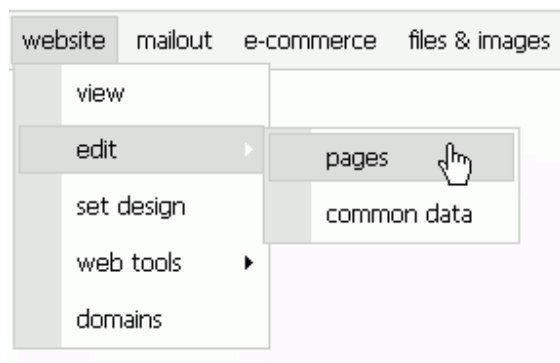 website mailout e-commerce files & images
view
edit
pages
set design
common data
web tools
domains